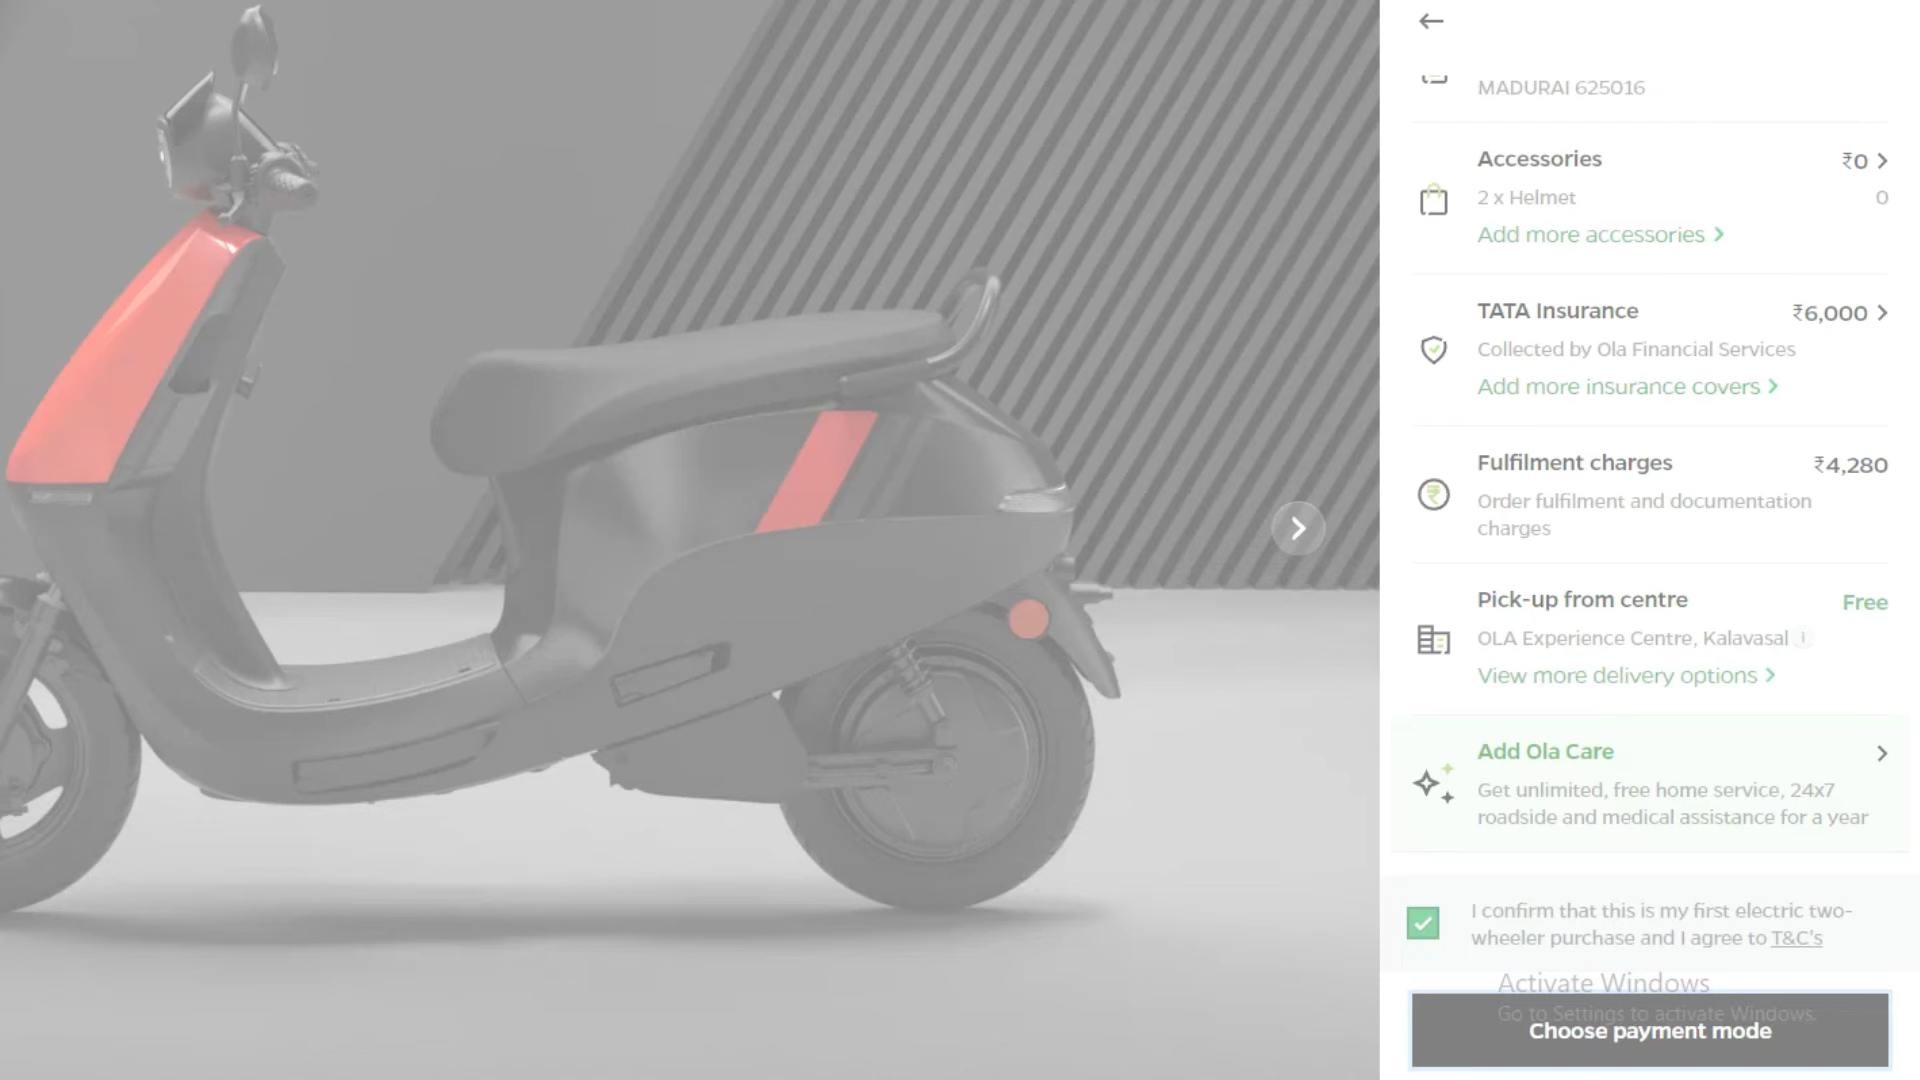 MADURAI 625016
Accessories
₹0
2 x Helmet
0
Add more accessories
TATA Insurance
₹6,000
Collected by Ola Financial Services
Add more insurance covers
Fulfilment charges
₹4,280
Order fulfilment and documentation
charges
Pick-up from centre
Free
OLA Experience Centre, Kalavasal
i
View more delivery options
Add Ola Care
Get unlimited, free home service, 24x7
roadside and medical assistance for a year
I confirm that this is my first electric two-
wheeler purchase and I agree to T&C's
Activate Windows
Go to Settings to activate Windows.
Choose payment mode